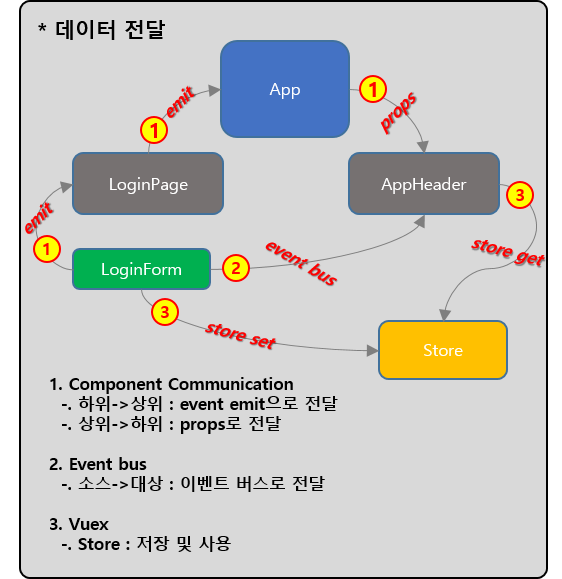 * 데이터 전달
App
1
emit
1
props
LoginPage
AppHeader
3
emit
1
LoginForm
2
event bus
store get
3
store set
Store
1. Component Communication
-. 하위->상위 : event emit으로 전달
-. 상위->하위 : props로 전달
2. Event bus
-. 소스->대상 : 이벤트 버스로 전달
3. Vuex
-. Store : 저장 및 사용